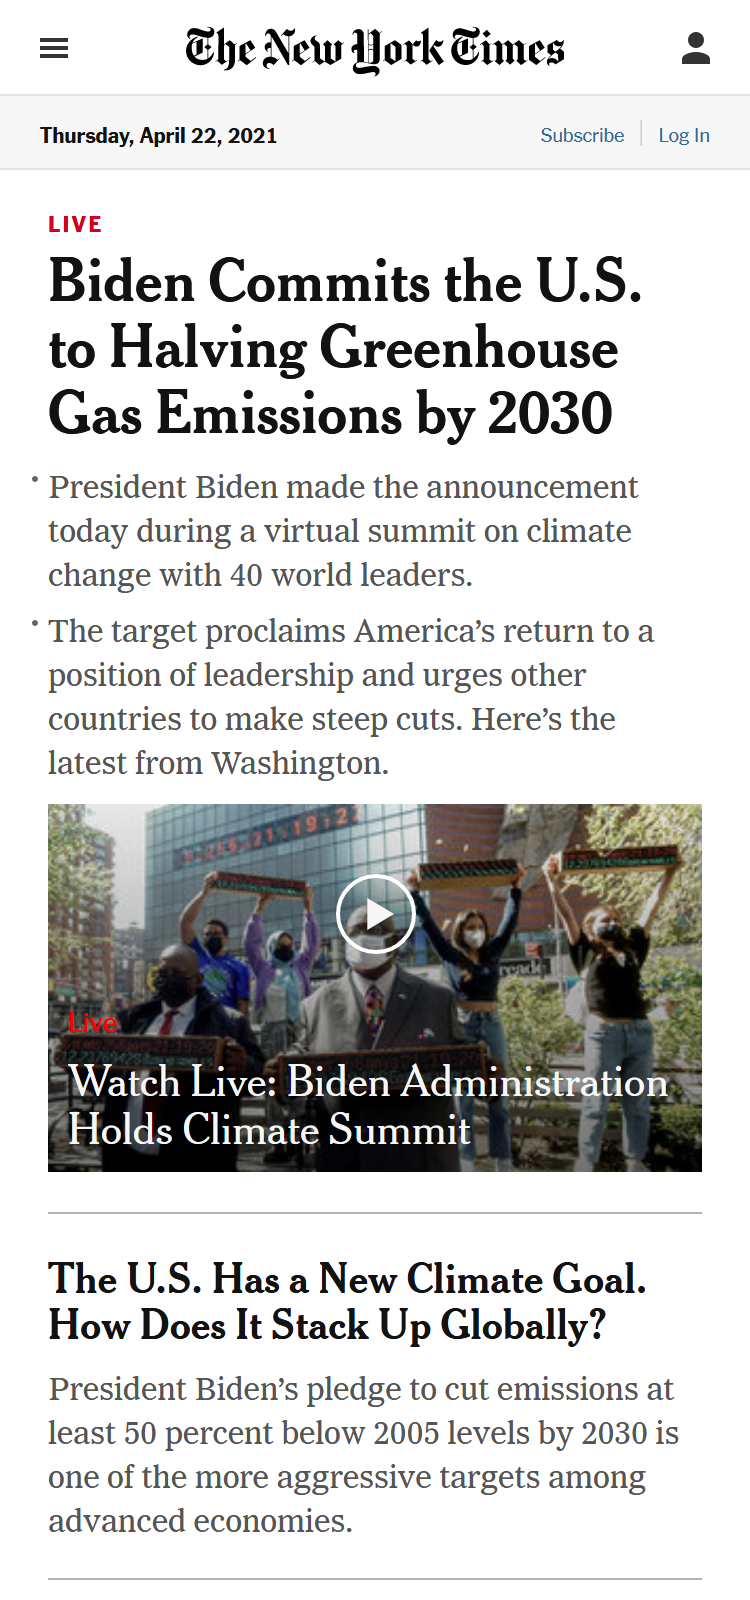 The New York Times
Thursday, April 22, 2021
Subscribe
Log In
LIVE
Biden Commits the U.S.
to Halving Greenhouse
Gas Emissions by 2030
• President Biden made the announcement
today during a virtual summit on climate
change with 40 world leaders.
• The target proclaims America’s return to a
position of leadership and urges other
countries to make steep cuts. Here’s the
latest from Washington.
Live
Watch Live: Biden Administration
Holds Climate Summit
The U.S. Has a New Climate Goal.
How Does It Stack Up Globally?
President Biden’s pledge to cut emissions at
least 50 percent below 2005 levels by 2030 is
one of the more aggressive targets among
advanced economies.